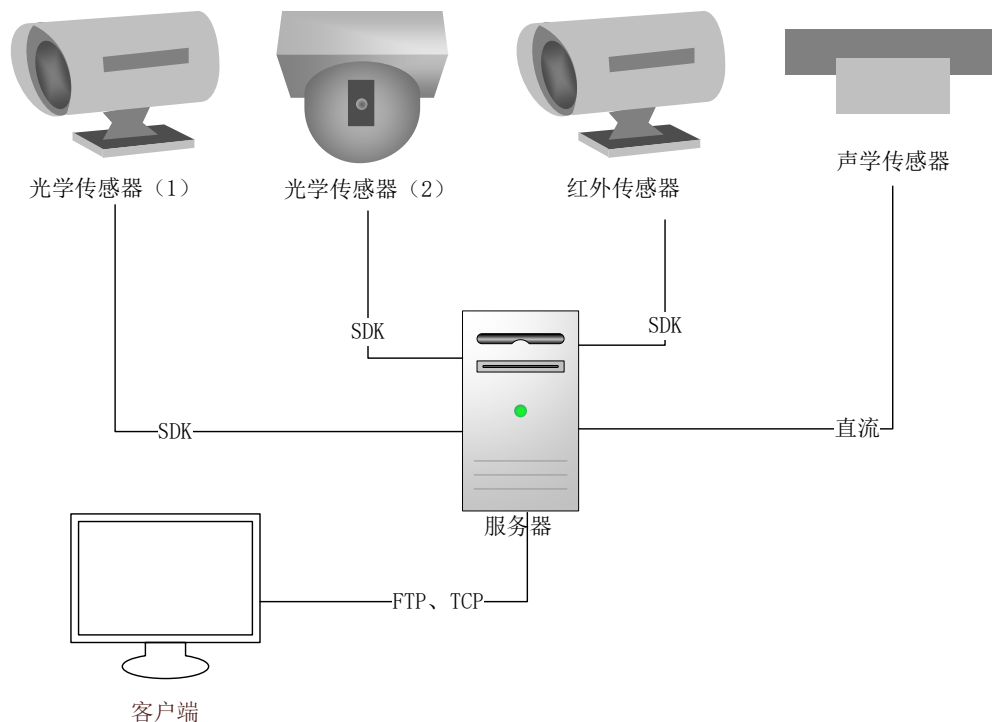 光学传感器（1）
光学传感器（2）
红外传感器
声学传感器
SDK
SDK
SDK
直流
服务器
FTP、TCP
客户端